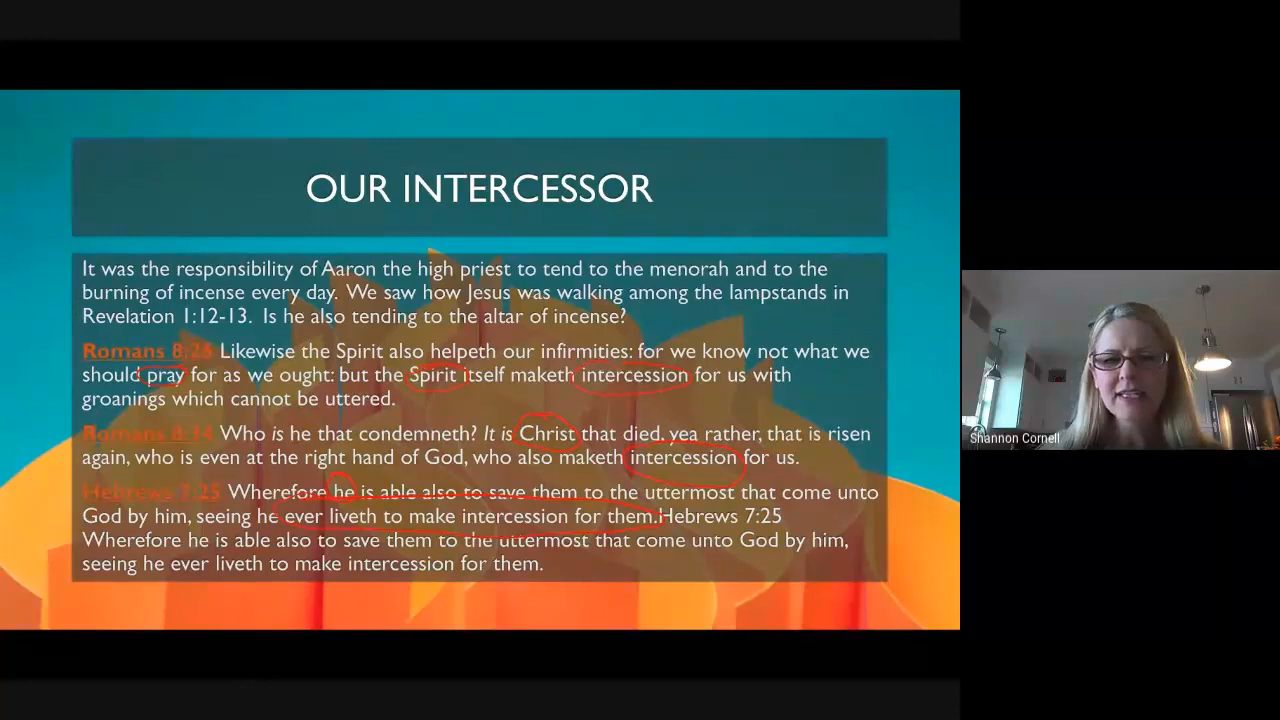 OUR INTERCESSOR
It was the responsibility of Aaron the high priest to tend to the menorah and to the
burning of incense every day. We saw how Jesus was walking among the lampstands in
Revelation 1:12-13. Is he also tending to the altar of incense?
Romans 8:26 Likewise the Spirit also helpeth our infirmities: for we know not what we
should pray for as we ought: but the Spirit itself maketh intercession for us with
groanings which cannot be uttered.
Romans 8:34 Who is he that condemneth? It is Christ that died, yea rather, that is risen
again, who is even at the right hand of God, who also maketh intercession for us.
Hebrews 7:25 Wherefore he is able also to save them to the uttermost that come unto
God by him, seeing he ever liveth to make intercession for them.Hebrews 7:25
Wherefore he is able also to save them to the uttermost that come unto God by him,
seeing he ever liveth to make intercession for them.
Shannon Cornell